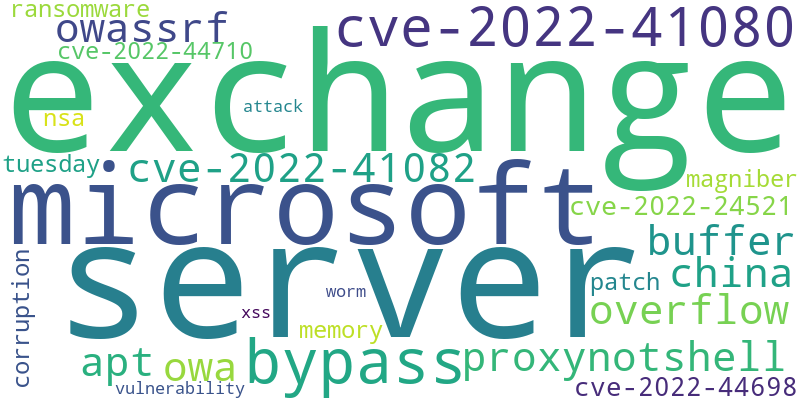 ransomware
owassrf
cve-2022-41080
cve-2022-44710
exchange
nsa
attack
tuesday
cve-2022-41082
microsoft
magniber
cve-2022-24521
server
buffer
corruption
china
patch
worm
xss
overflow
memory
apt
owa
bypass
proxynotshell
vulnerability
cve-2022-44698